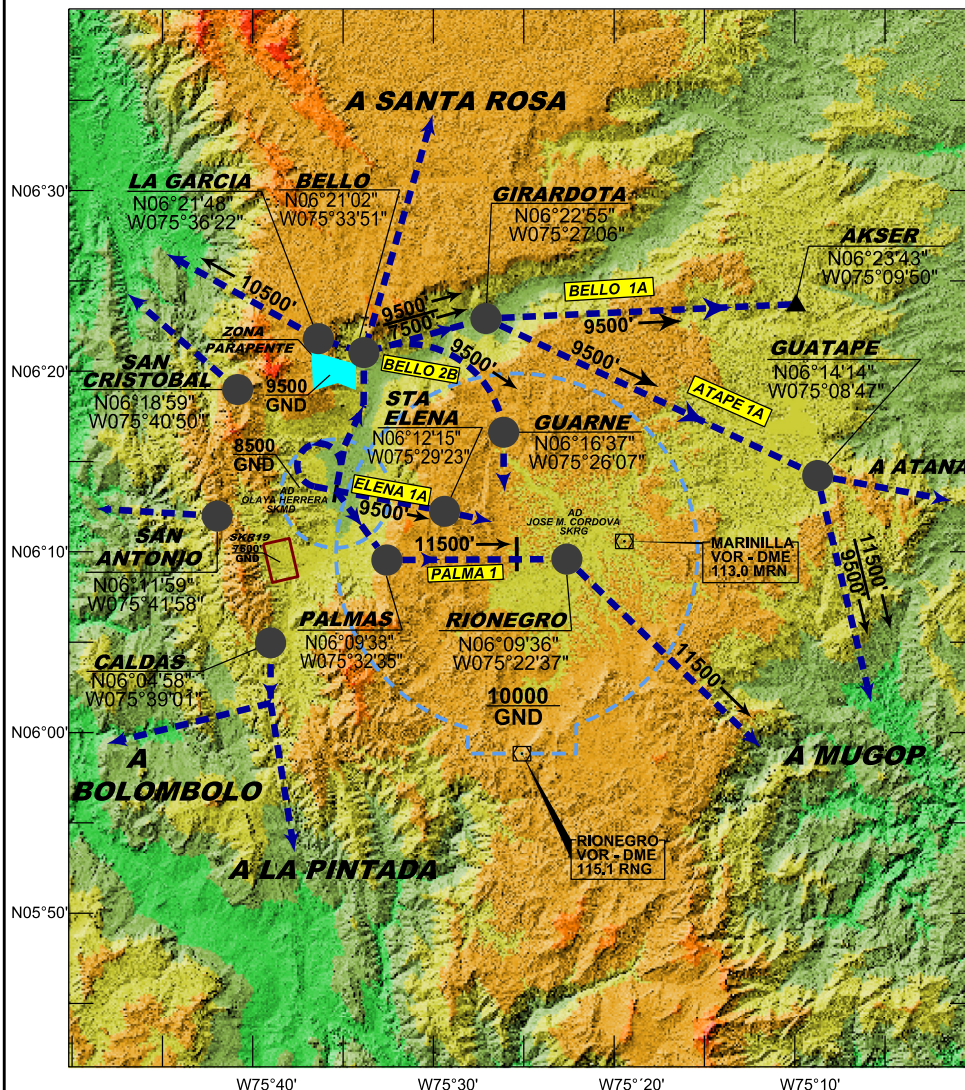 A SANTA ROSA
N06°30'
LA GARCIA
N06°21'48"
W075°36'22"
BELLO
N06°21'02"
W075°33'51"
GIRARDOTA
N06°22'55"
W075°27'06"
AKSER
N06°23'43"
W075°09'50"
10500'
9500'
7500'
BELLO 1A
9500'
ZONA
PARAPENTE
9500'
9500'
GUATAPE
N06°14'14"
W075°08'47"
N06°20'
SAN
CRISTOBAL
N06°18'59"
W075°40'50"
9500
GND
BELLO 2B
ATAPE 1A
STA
ELENA
N06°12'15"
W075°29'23"
GUARNE
N06°16'37"
W075°26'07"
8500
GND
A ATANA
AD
OLAYA HERRERA
SKMD
ELENA 1A
9500'
AD
JOSE M. CORDOVA
SKRG
SAN
ANTONIO
N06°11'59"
W075°41'58"
SKR19
7600'
GND
11500'
PALMA 1
MARINILLA
VOR - DME
113.0 MRN
11500'
9500'
N06°10'
PALMAS
N06°09'38"
W075°32'35"
RIONEGRO
N06°09'36"
W075°22'37"
CALDAS
N06°04'58"
W075°39'01"
11500'
10000
GND
N06°00'
A
BOLOMBOLO
A MUGOP
A LA PINTADA
RIONEGRO
VOR - DME
115.1 RNG
N05°50'
W75°40'
W75°30'
W75°20'
W75°10'